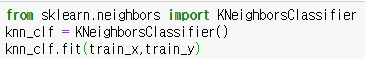 from sklearn.neighbors import KNeighborsClassifier
knn_clf = KNeighborsClassifier()
knn_clf.fit(train_x,train_y)